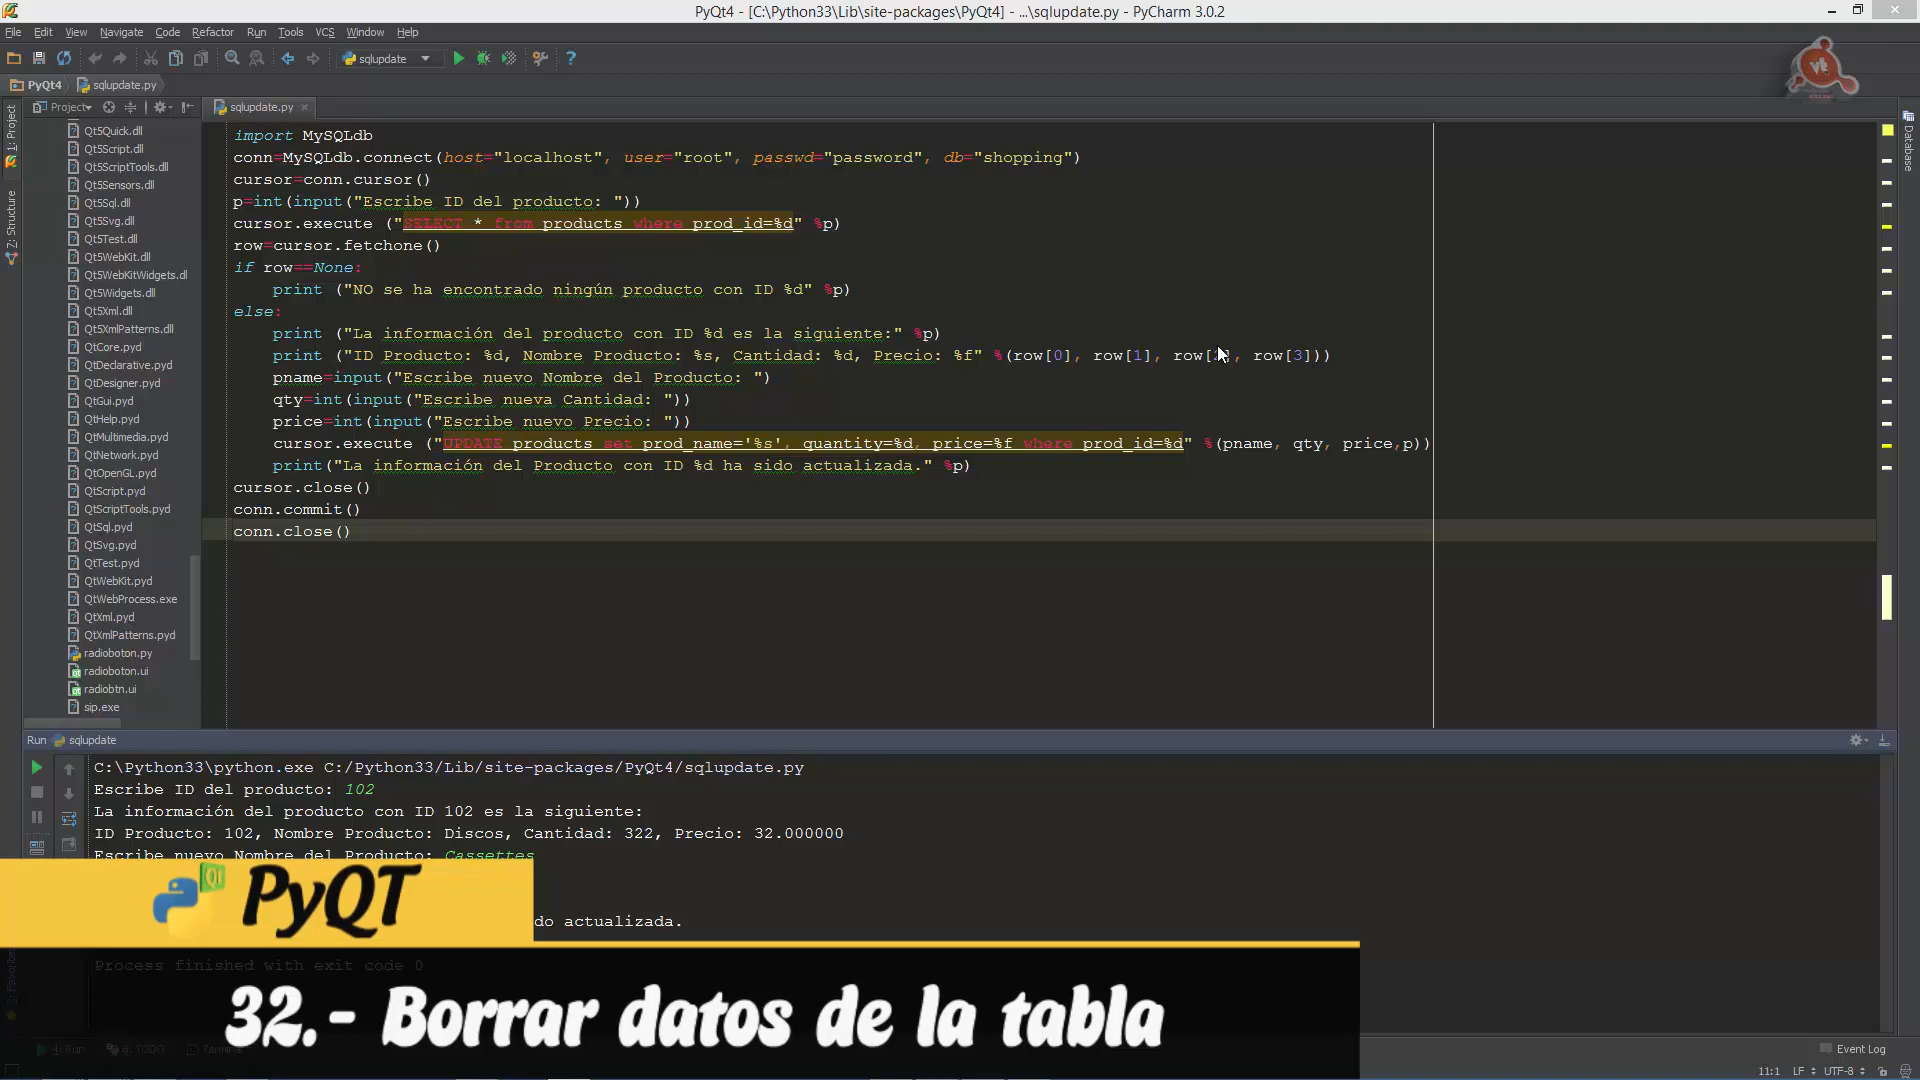 PyQt4 - [C:\Python33\Lib\site-packages\PyQt4] - ...\sqlupdate.py - PyCharm 3.0.2
File Edit View Navigate Code Refactor Run Tools VCS Window Help
sqlupdate
PyQt4 sqlupdate.py
Project
sqlupdate.py
1: Project
Z: Structure
Database
Qt5Quick.dll
Qt5Script.dll
Qt5ScriptTools.dll
Qt5Sensors.dll
Qt5Sql.dll
Qt5Svg.dll
Qt5Test.dll
Qt5WebKit.dll
Qt5WebKitWidgets.dl
Qt5Widgets.dll
Qt5Xml.dll
Qt5XmlPatterns.dll
QtCore.pyd
QtDeclarative.pyd
QtDesigner.pyd
QtGui.pyd
QtHelp.pyd
QtMultimedia.pyd
QtNetwork.pyd
QtOpenGL.pyd
QtScript.pyd
QtScriptTools.pyd
QtSql.pyd
QtSvg.pyd
QtTest.pyd
QtWebKit.pyd
QtWebProcess.exe
QtXml.pyd
QtXmlPatterns.pyd
radioboton.py
radioboton.ui
radiobtn.ui
sip.exe
import MySQLdb
conn=MySQLdb.connect(host="localhost", user="root", passwd="password", db="shopping")
cursor=conn.cursor()
p=int(input("Escribe ID del producto: "))
cursor.execute ("SELECT * from products where prod_id=%d" %p)
row=cursor.fetchone()
if row==None:
print ("NO se ha encontrado ningún producto con ID %d" %p)
else:
print ("La información del producto con ID %d es la siguiente:" %p)
print ("ID Producto: %d, Nombre Producto: %s, Cantidad: %d, Precio: %f" %(row[0], row[1], row[2], row[3]))
pname=input("Escribe nuevo Nombre del Producto: ")
qty=int(input("Escribe nueva Cantidad: "))
price=int(input("Escribe nuevo Precio: "))
cursor.execute ("UPDATE products set prod_name='%s', quantity=%d, price=%f where prod_id=%d" %(pname, qty, price,p))
print("La información del Producto con ID %d ha sido actualizada." %p)
cursor.close()
conn.commit()
conn.close()
Run sqlupdate
C:\Python33\python.exe C:/Python33/Lib/site-packages/PyQt4/sqlupdate.py
Escribe ID del producto: 102
La información del producto con ID 102 es la siguiente:
ID Producto: 102, Nombre Producto: Discos, Cantidad: 322, Precio: 32.000000
Escribe nuevo Nombre del Producto: Cassettes
do actualizada.
Process finished with exit code 0
Qt PyQT
32.- Borrar datos de la tabla
Event Log
11:1 LF UTF-8